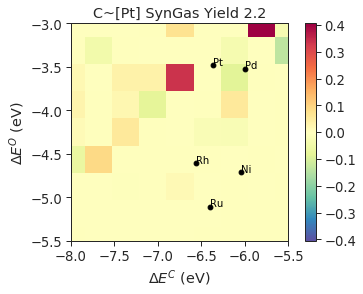 C~[Pt] SynGas Yield 2.2
ΔE^O (eV)
−3.0
−3.5
−4.0
−4.5
−5.0
−5.5
Pt
Pd
Rh
Ni
Ru
−8.0 −7.5 −7.0 −6.5 −6.0 −5.5
ΔE^C (eV)
0.4
0.3
0.2
0.1
0.0
−0.1
−0.2
−0.3
−0.4